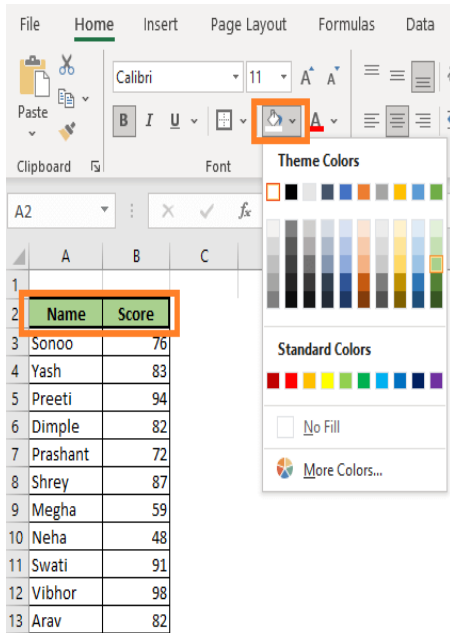 File Home Insert Page Layout Formulas Data
Calibri 11 A A
Paste
B I U A
Clipboard Font
Theme Colors
A2 fx
A B C
1
2 Name Score
3 Sonoo 76
Standard Colors
4 Yash 83
5 Preeti 94
6 Dimple 82
No Fill
7 Prashant 72
8 Shrey 87
More Colors...
9 Megha 59
10 Neha 48
11 Swati 91
12 Vibhor 98
13 Arav 82